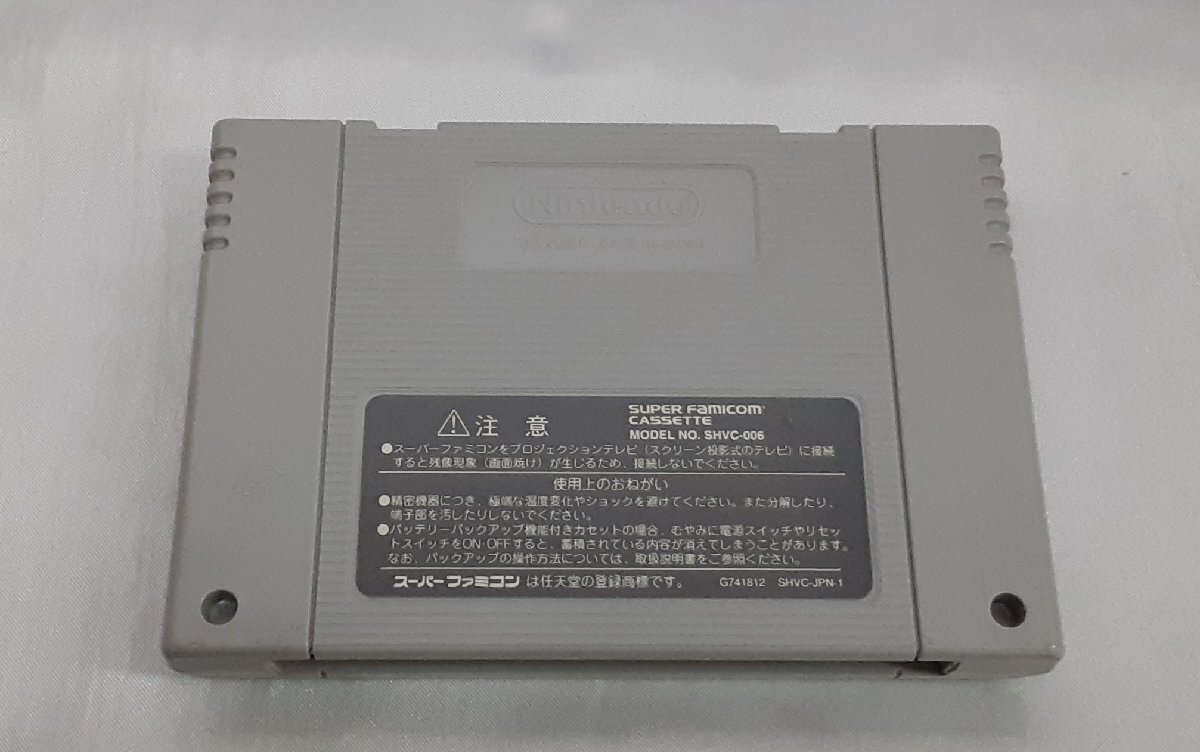 Nintendo
⚠注 意
SUPER FAMICOM
CASSETTE
MODEL NO. SHVC-006
●スーパーファミコンをプロジェクションテレビ(スクリーン投影式のテレビ)に接続
すると残像現象(画面焼け)が生じるため、接続しないでください。
使用上のおねがい
●精密機器につき、極端な温度変化やショックを避けてください。また分解したり、
端子部を汚したりしないでください。
●バッテリーバックアップ機能付きカセットの場合、むやみに電源スイッチやリセッ
トスイッチをON-OFFすると、蓄積されている内容が消えてしまうことがあります。
なお、バックアップの操作方法については、取扱説明書をご参照ください。
スーパーファミコン は任天堂の登録商標です。
G741812 SHVC-JPN-1